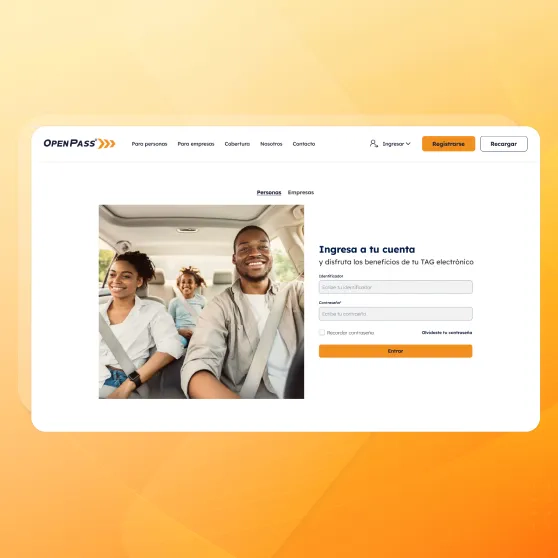 OPENPASS
Para personas Para empresas Cobertura Nosotros Contacto Ingresar Registrarse Recargar
Personas Empresas
Ingresa a tu cuenta
y disfruta los beneficios de tu TAG electrónico
Identificador
Escribe tu identificador
Contraseña*
Escribe tu contraseña
Recordar contraseña Olvidaste tu contraseña
Entrar